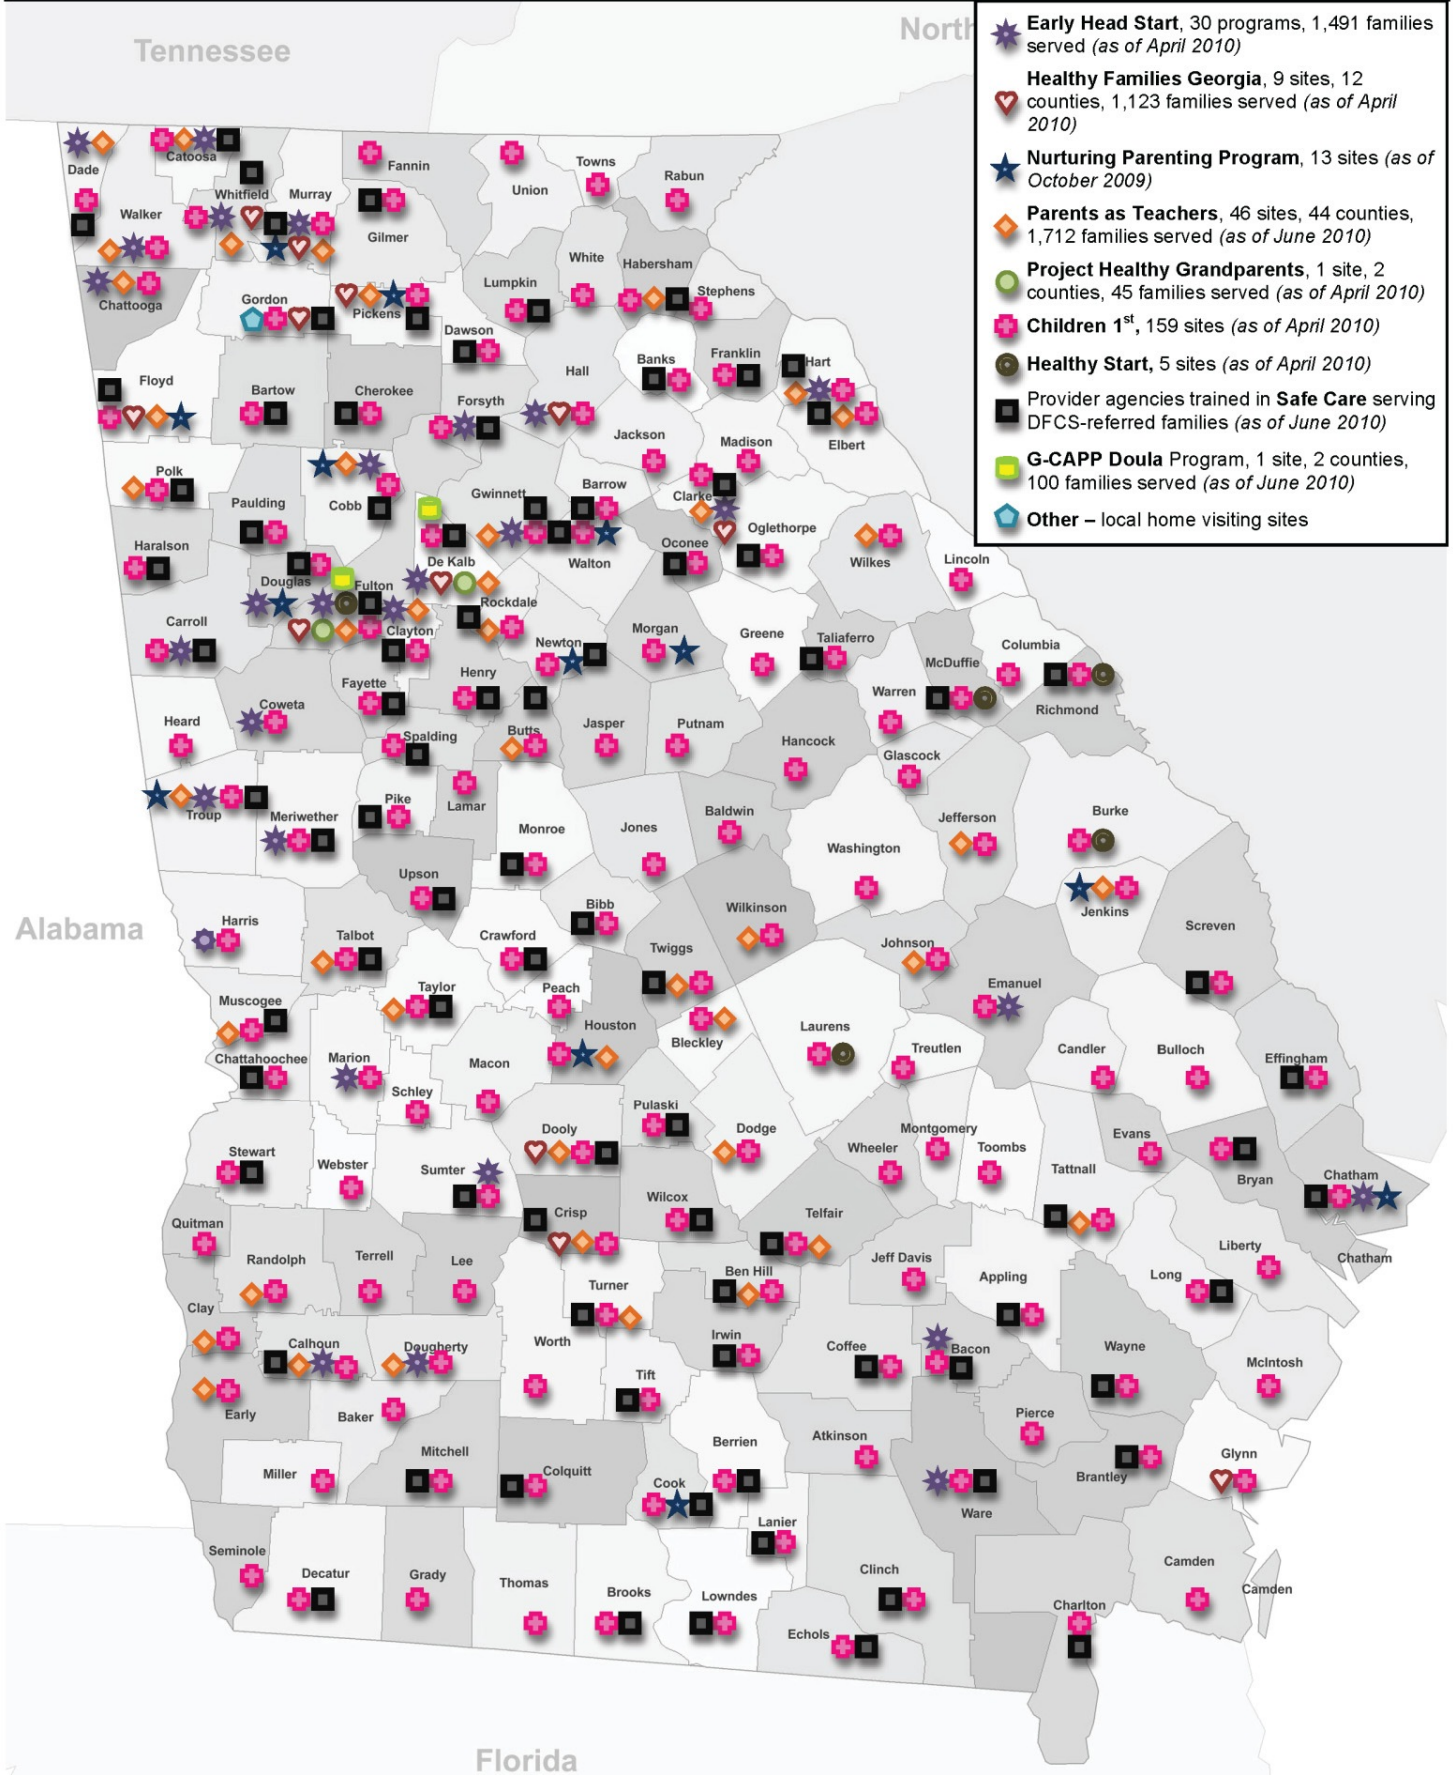 Tennessee
North
Early Head Start, 30 programs, 1,491 families
served (as of April 2010)
Healthy Families Georgia, 9 sites, 12
counties, 1,123 families served (as of April
2010)
Nurturing Parenting Program, 13 sites (as of
October 2009)
Parents as Teachers, 46 sites, 44 counties,
1,712 families served (as of June 2010)
Project Healthy Grandparents, 1 site, 2
counties, 45 families served (as of April 2010)
Children 1st, 159 sites (as of April 2010)
Healthy Start, 5 sites (as of April 2010)
Provider agencies trained in Safe Care serving
DFCS-referred families (as of June 2010)
G-CAPP Doula Program, 1 site, 2 counties,
100 families served (as of June 2010)
Other – local home visiting sites
Dade
Catoosa
Fannin
Union
Towns
Rabun
Walker
Whitfield
Murray
Gilmer
White
Habersham
Lumpkin
Stephens
Chattooga
Gordon
Pickens
Dawson
Banks
Franklin
Hart
Hall
Floyd
Bartow
Cherokee
Forsyth
Jackson
Madison
Elbert
Polk
Paulding
Cobb
Gwinnett
Barrow
Clarke
Oglethorpe
Haralson
De Kalb
Walton
Oconee
Wilkes
Lincoln
Douglas
Fulton
Rockdale
Carroll
Clayton
Newton
Morgan
Greene
Taliaferro
McDuffie
Columbia
Fayette
Henry
Warren
Richmond
Heard
Coweta
Spalding
Butts
Jasper
Putnam
Hancock
Glascock
Troup
Meriwether
Pike
Lamar
Monroe
Jones
Baldwin
Washington
Jefferson
Burke
Upson
Jenkins
Screven
Alabama
Harris
Talbot
Crawford
Bibb
Twiggs
Wilkinson
Johnson
Emanuel
Muscogee
Taylor
Peach
Houston
Bleckley
Laurens
Treutlen
Candler
Bulloch
Effingham
Chattahoochee
Marion
Schley
Macon
Pulaski
Dooly
Dodge
Wheeler
Montgomery
Toombs
Tattnall
Evans
Bryan
Chatham
Stewart
Webster
Sumter
Wilcox
Crisp
Telfair
Quitman
Randolph
Terrell
Lee
Turner
Ben Hill
Jeff Davis
Appling
Long
Liberty
Chatham
Clay
Calhoun
Dougherty
Worth
Irwin
Coffee
Bacon
Wayne
McIntosh
Tift
Early
Baker
Mitchell
Colquitt
Berrien
Atkinson
Pierce
Brantley
Glynn
Miller
Cook
Ware
Lanier
Seminole
Decatur
Grady
Thomas
Brooks
Lowndes
Clinch
Echols
Charlton
Camden
Camden
Florida